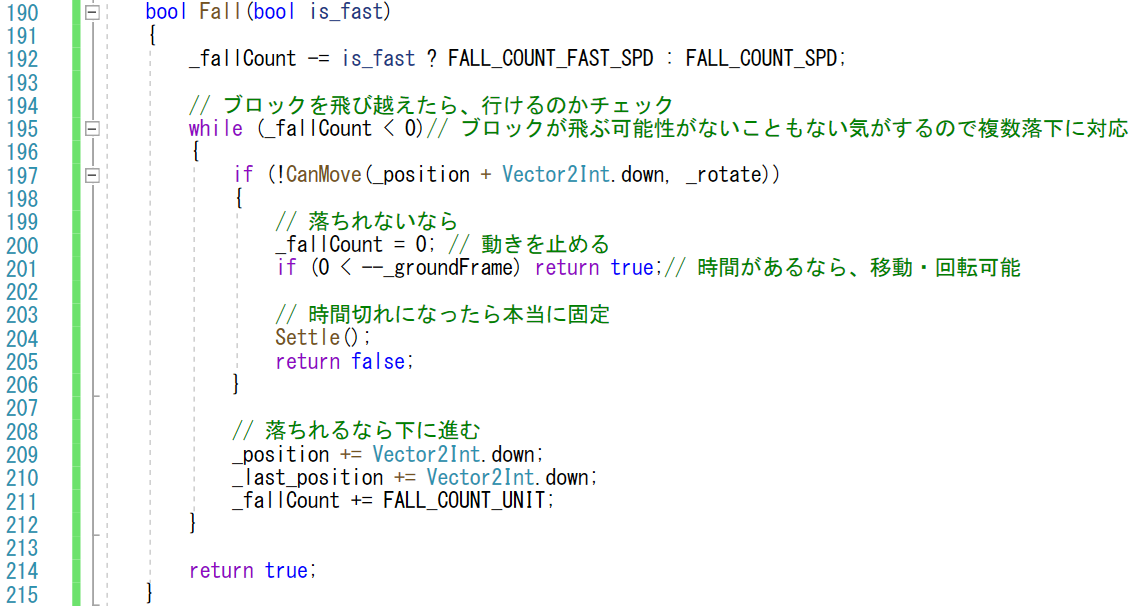 190 bool Fall(bool is_fast)
191 {
192 _fallCount -= is_fast ? FALL_COUNT_FAST_SPD : FALL_COUNT_SPD;
193
194 // ブロックを飛び越えたら、行けるのかチェック
195 while (_fallCount < 0)// ブロックが飛ぶ可能性がないこともない気がするので複数落下に対応
196 {
197 if (!CanMove(_position + Vector2Int.down, _rotate))
198 {
199 // 落ちれないなら
200 _fallCount = 0; // 動きを止める
201 if (0 < --_groundFrame) return true;// 時間があるなら、移動・回転可能
202
203 // 時間切れになったら本当に固定
204 Settle();
205 return false;
206 }
207
208 // 落ちれるなら下に進む
209 _position += Vector2Int.down;
210 _last_position += Vector2Int.down;
211 _fallCount += FALL_COUNT_UNIT;
212 }
213
214 return true;
215 }